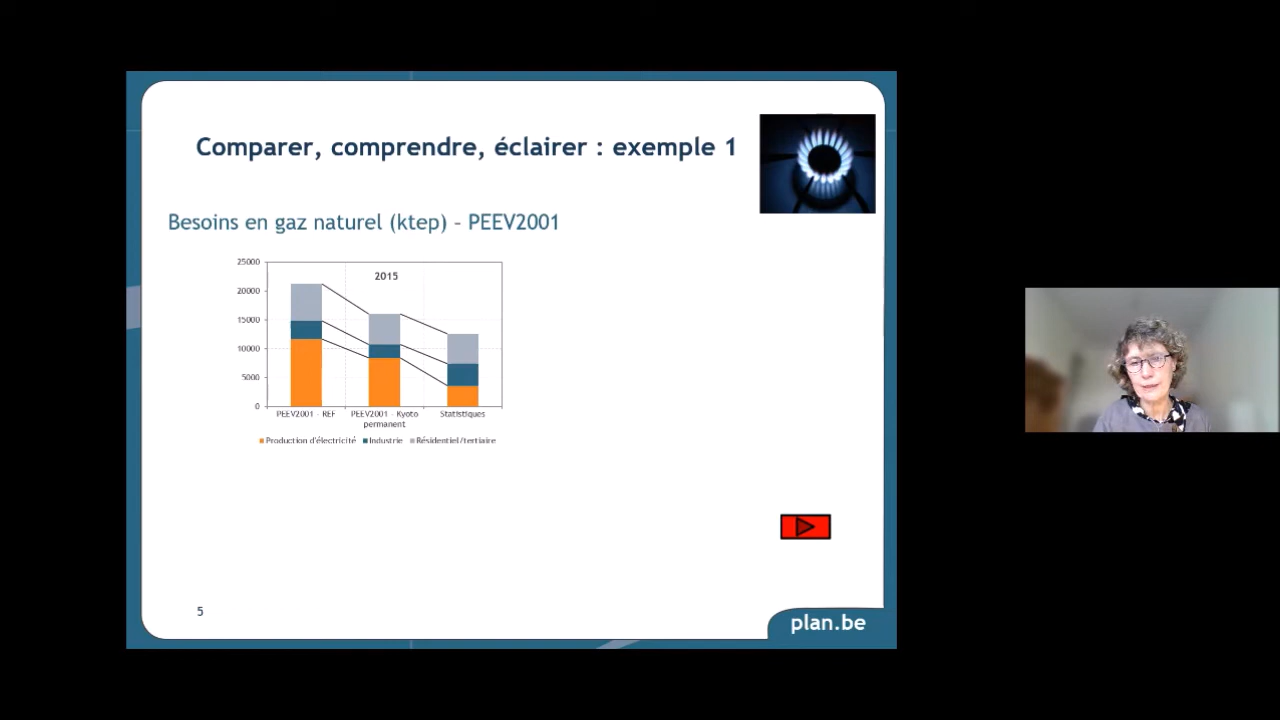 Comparer, comprendre, éclairer : exemple 1
Besoins en gaz naturel (ktep) – PEEV2001
2015
25000
20000
15000
10000
5000
0
PEEV2001 - REF
PEEV2001 - Kyoto
permanent
Statistiques
Production d'électricité
Industrie
Résidentiel/tertiaire
5
plan.be